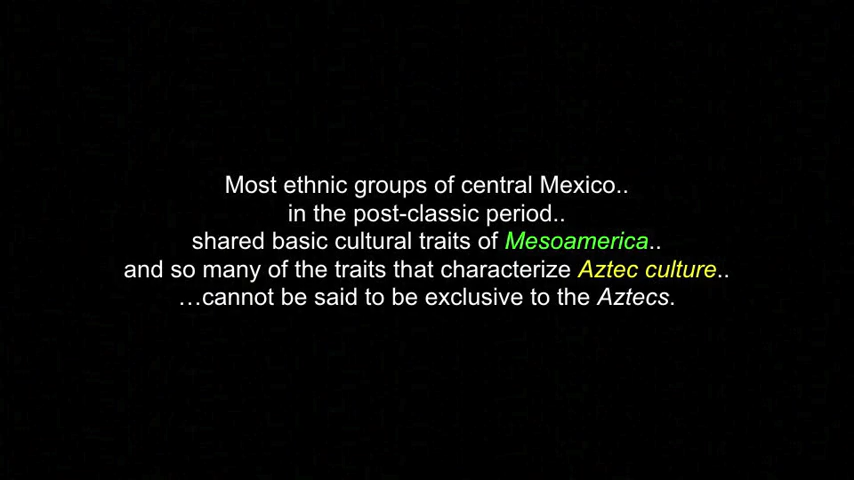 Most ethnic groups of central Mexico..
in the post-classic period..
shared basic cultural traits of Mesoamerica..
and so many of the traits that characterize Aztec culture..
…cannot be said to be exclusive to the Aztecs.